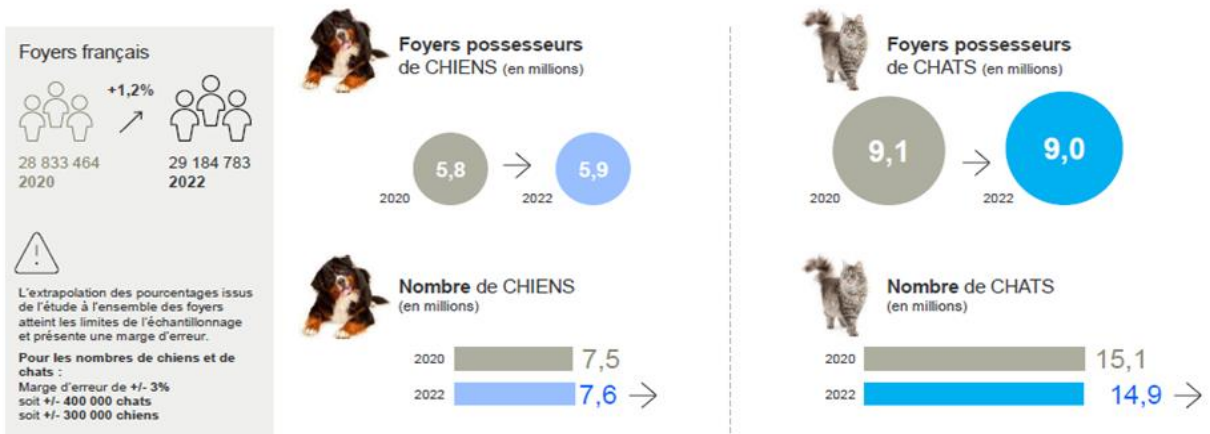 Foyers français
+1,2%
28 833 464
2020
29 184 783
2022
L'extrapolation des pourcentages issus
de l'étude à l'ensemble des foyers
atteint les limites de l'échantillonnage
et présente une marge d'erreur.
Pour les nombres de chiens et de
chats :
Marge d'erreur de +/- 3%
soit +/- 400 000 chats
soit +/- 300 000 chiens
Foyers possesseurs
de CHIENS (en millions)
5,8
5,9
2020
2022
Nombre de CHIENS
(en millions)
2020
7,5
2022
7,6
Foyers possesseurs
de CHATS (en millions)
9,1
9,0
2020
2022
Nombre de CHATS
(en millions)
2020
15,1
2022
14,9